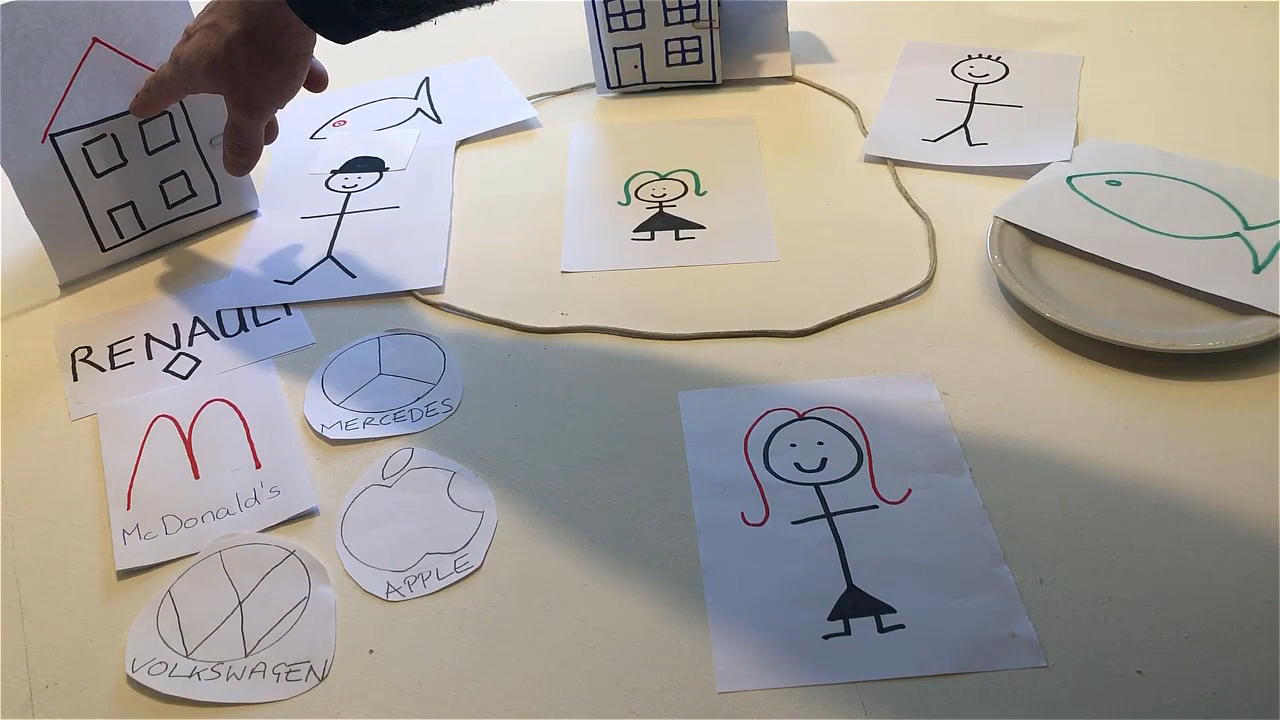 RENAULT
MERCEDES
McDonald's
APPLE
VOLKSWAGEN